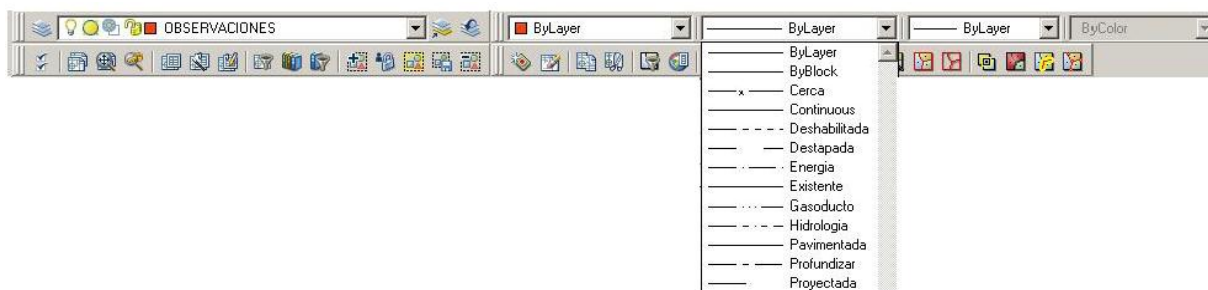 OBSERVACIONES ByLayer ByLayer ByLayer ByColor
ByLayer
ByBlock
Cerca
Continuous
Deshabilitada
Destapada
Energia
Existente
Gasoducto
Hidrologia
Pavimentada
Profundizar
Proyectada